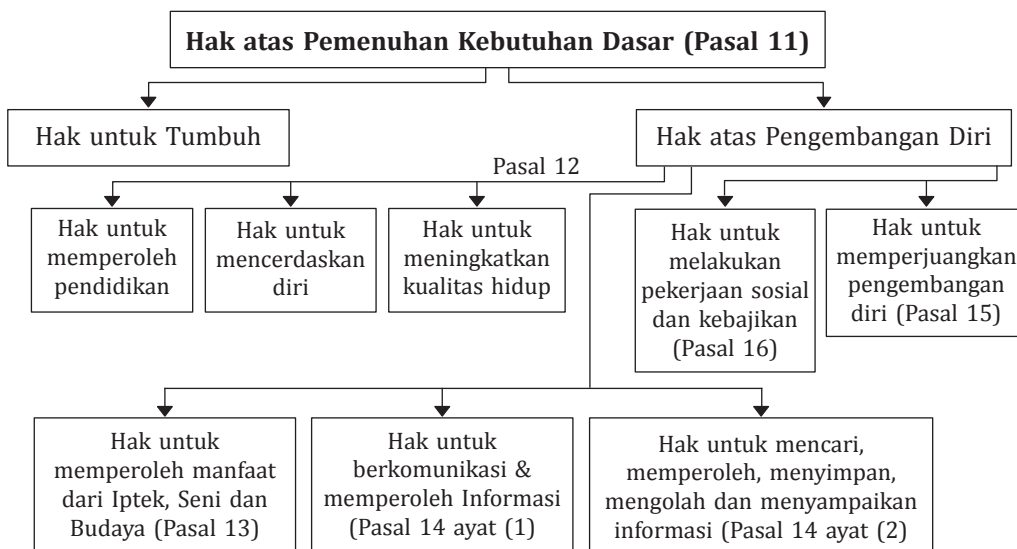 Hak atas Pemenuhan Kebutuhan Dasar (Pasal 11)
Hak untuk Tumbuh
Hak atas Pengembangan Diri
Pasal 12
Hak untuk
memperoleh
pendidikan
Hak untuk
mencerdaskan
diri
Hak untuk
meningkatkan
kualitas hidup
Hak untuk
melakukan
pekerjaan sosial
dan kebajikan
(Pasal 16)
Hak untuk
memperjuangkan
pengembangan
diri (Pasal 15)
Hak untuk
memperoleh manfaat
dari Iptek, Seni dan
Budaya (Pasal 13)
Hak untuk
berkomunikasi &
memperoleh Informasi
(Pasal 14 ayat (1)
Hak untuk mencari,
memperoleh, menyimpan,
mengolah dan menyampaikan
informasi (Pasal 14 ayat (2)